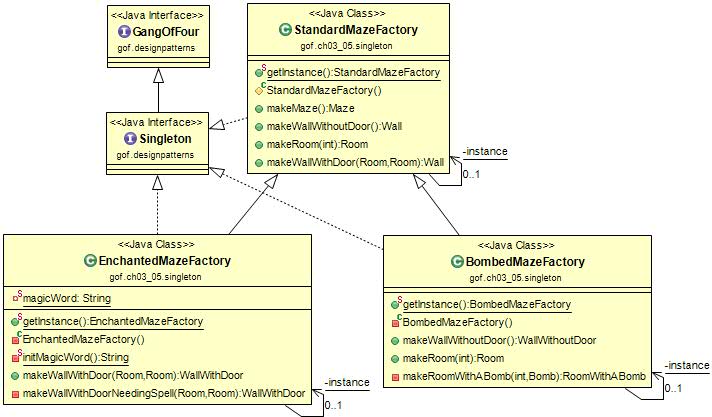 <<Java Interface>>
GangOfFour
gof.designpatterns
<<Java Class>>
StandardMazeFactory
gof.ch03_05.singleton
getInstance():StandardMazeFactory
StandardMazeFactory()
makeMaze():Maze
makeWallWithoutDoor():Wall
makeRoom(int):Room
makeWallWithDoor(Room,Room):Wall
-instance
0..1
<<Java Interface>>
Singleton
gof.designpatterns
<<Java Class>>
EnchantedMazeFactory
gof.ch03_05.singleton
magicWord: String
getInstance():EnchantedMazeFactory
EnchantedMazeFactory()
initMagicWord():String
makeWallWithDoor(Room,Room):WallWithDoor
makeWallWithDoorNeedingSpell(Room,Room):WallWithDoor
-instance
0..1
<<Java Class>>
BombedMazeFactory
gof.ch03_05.singleton
getInstance():BombedMazeFactory
BombedMazeFactory()
makeWallWithoutDoor():WallWithoutDoor
makeRoom(int):Room
makeRoomWithABomb(int,Bomb):RoomWithABomb
-instance
0..1